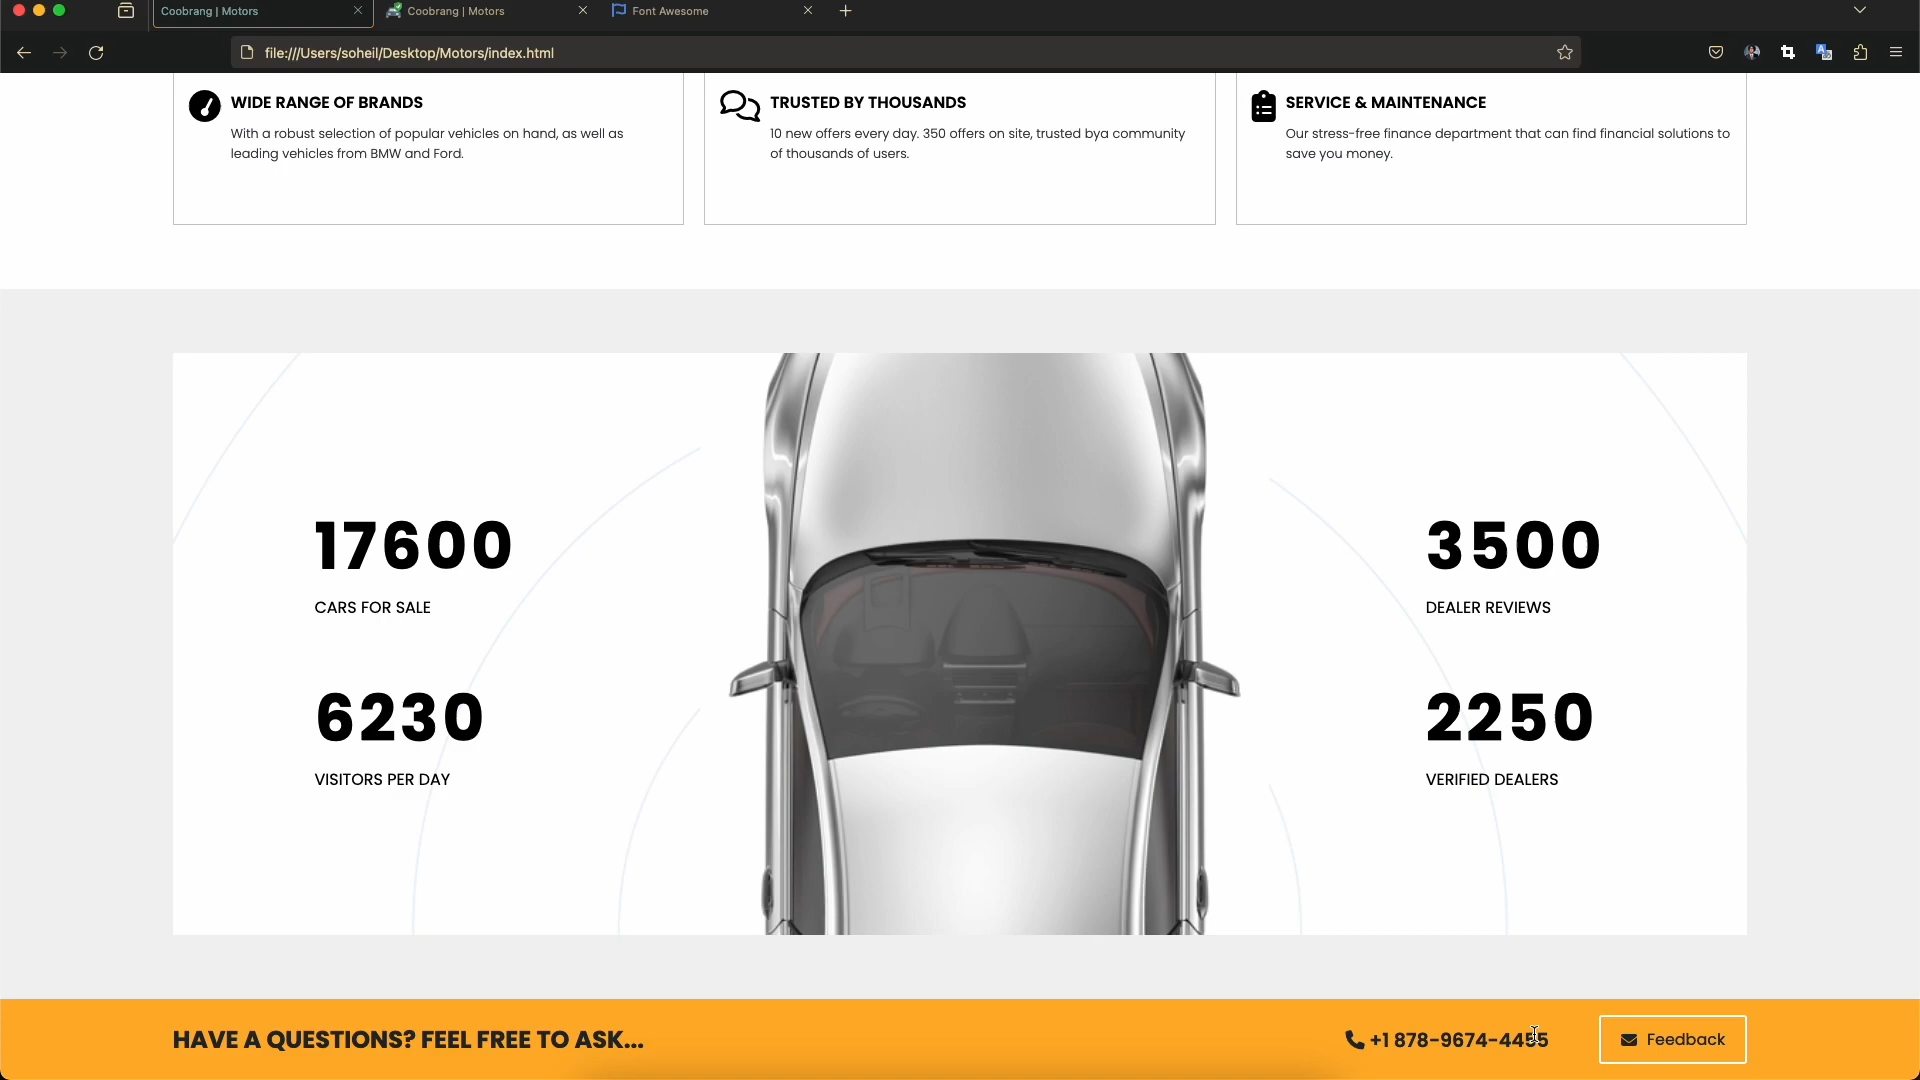 Coobrang | Motors
Coobrang | Motors
Font Awesome
file:///Users/soheil/Desktop/Motors/index.html
WIDE RANGE OF BRANDS
With a robust selection of popular vehicles on hand, as well as
leading vehicles from BMW and Ford.
TRUSTED BY THOUSANDS
10 new offers every day. 350 offers on site, trusted bya community
of thousands of users.
SERVICE & MAINTENANCE
Our stress-free finance department that can find financial solutions to
save you money.
17600
CARS FOR SALE
6230
VISITORS PER DAY
3500
DEALER REVIEWS
2250
VERIFIED DEALERS
HAVE A QUESTIONS? FEEL FREE TO ASK...
+1 878-9674-4455
Feedback